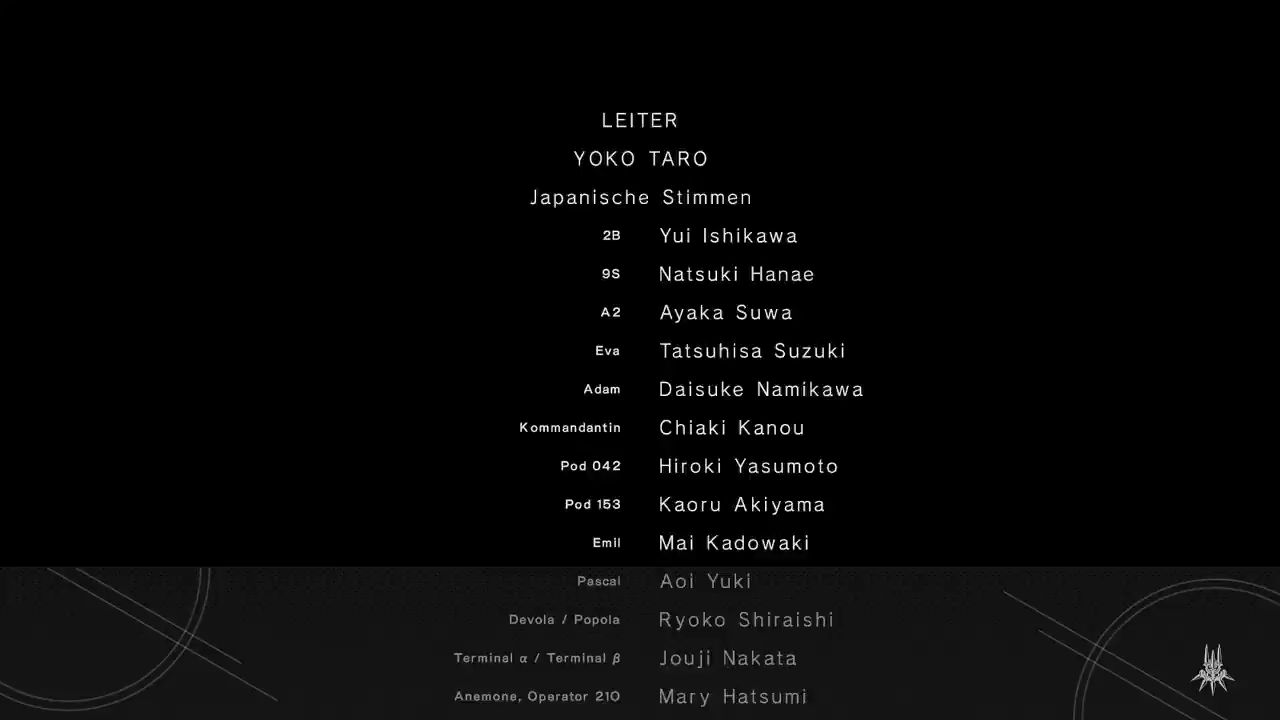 LEITER
YOKO TARO
Japanische Stimmen
2B Yui Ishikawa
9S Natsuki Hanae
A2 Ayaka Suwa
Eva Tatsuhisa Suzuki
Adam Daisuke Namikawa
Kommandantin Chiaki Kanou
Pod 042 Hiroki Yasumoto
Pod 153 Kaoru Akiyama
Emil Mai Kadowaki
Pascal Aoi Yuki
Devola / Popola Ryoko Shiraishi
Terminal α / Terminal β Jouji Nakata
Anemone, Operator 21O Mary Hatsumi